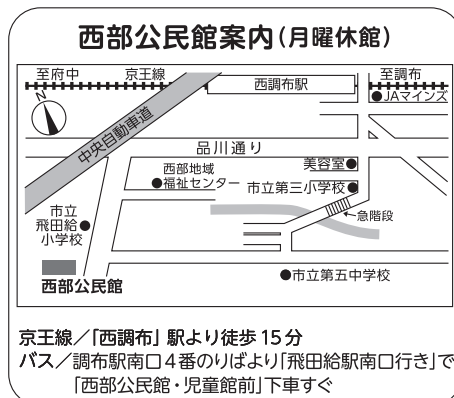 西部公民館案内(月曜休館)
至府中
京王線
西調布駅
至調布
JAマインズ
N
中央自動車道
品川通り
美容室
西部地域
福祉センター
市立第三小学校
急階段
市立
飛田給
小学校
西部公民館
市立第五中学校
京王線/「西調布」駅より徒歩15分
バス/調布駅南口4番のりばより「飛田給駅南口行き」で
「西部公民館・児童館前」下車すぐ